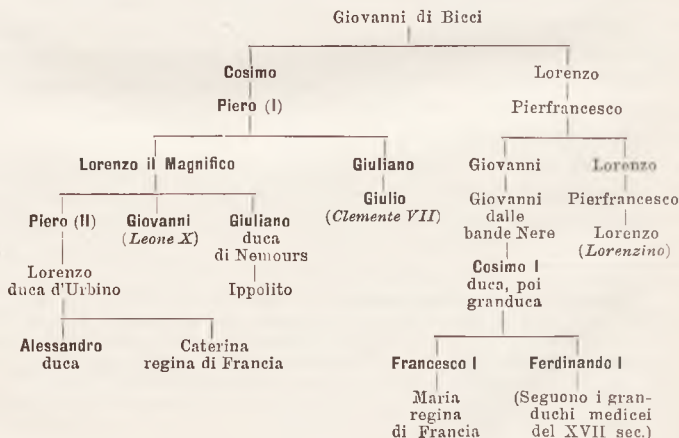 Giovanni di Bicci
Cosimo Lorenzo
Piero (I) Pierfrancesco
Lorenzo il Magnifico Giuliano Giovanni Lorenzo
Piero (II) Giovanni Giuliano Giulio Giovanni Pierfrancesco
(Leone X) duca (Clemente VII) dalle
di Nemours bande Nere Lorenzo
Lorenzo Cosimo I (Lorenzino)
duca d'Urbino Ippolito duca, poi
granduca
Alessandro Caterina
duca regina di Francia Francesco I Ferdinando I
Maria (Seguono i gran-
regina duchi medicei
di Francia del XVII sec.)